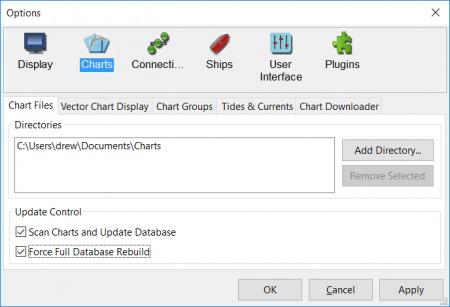 Options
Display
Charts
Connecti...
Ships
User
Interface
Plugins
Chart Files
Vector Chart Display
Chart Groups
Tides & Currents
Chart Downloader
Directories
C:\Users\drew\Documents\Charts
Add Directory...
Remove Selected
Update Control
Scan Charts and Update Database
Force Full Database Rebuild
OK
Cancel
Apply